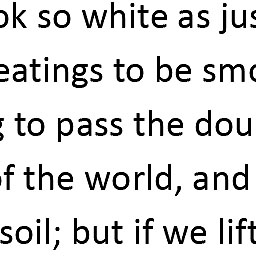 ok so white as jus
eatings to be smo
g to pass the dou
of the world, and
soil; but if we lift